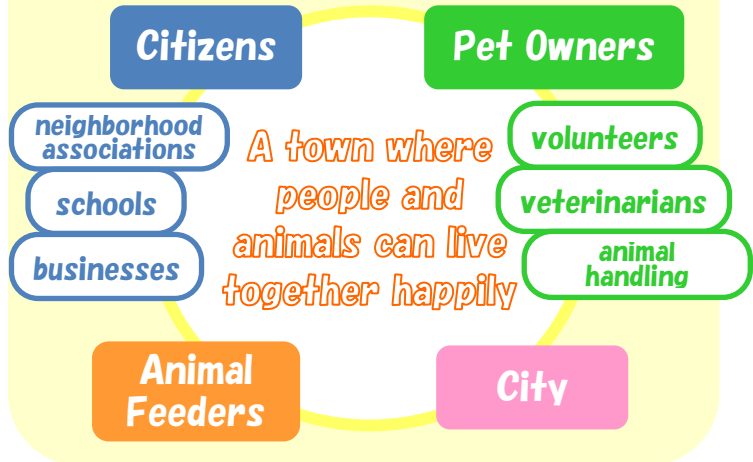 Citizens
Pet Owners
neighborhood
associations
schools
businesses
A town where
people and
animals can live
together happily
volunteers
veterinarians
animal
handling
Animal
Feeders
City